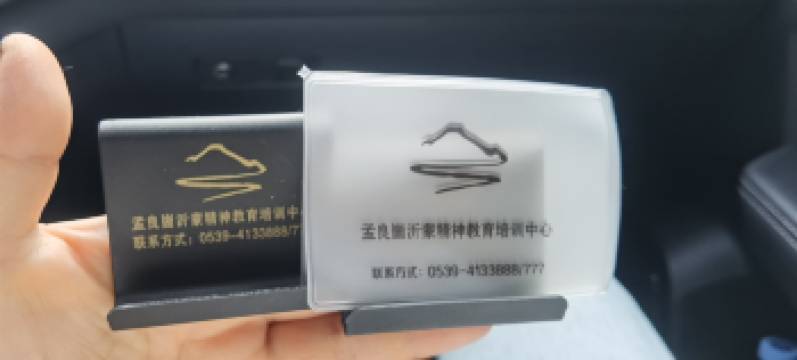 孟良崮沂蒙精神教育培训中
联系方式：0539-4133888/77
孟良崮沂蒙精神教育培训中心
联系方式：0539-4133888/777